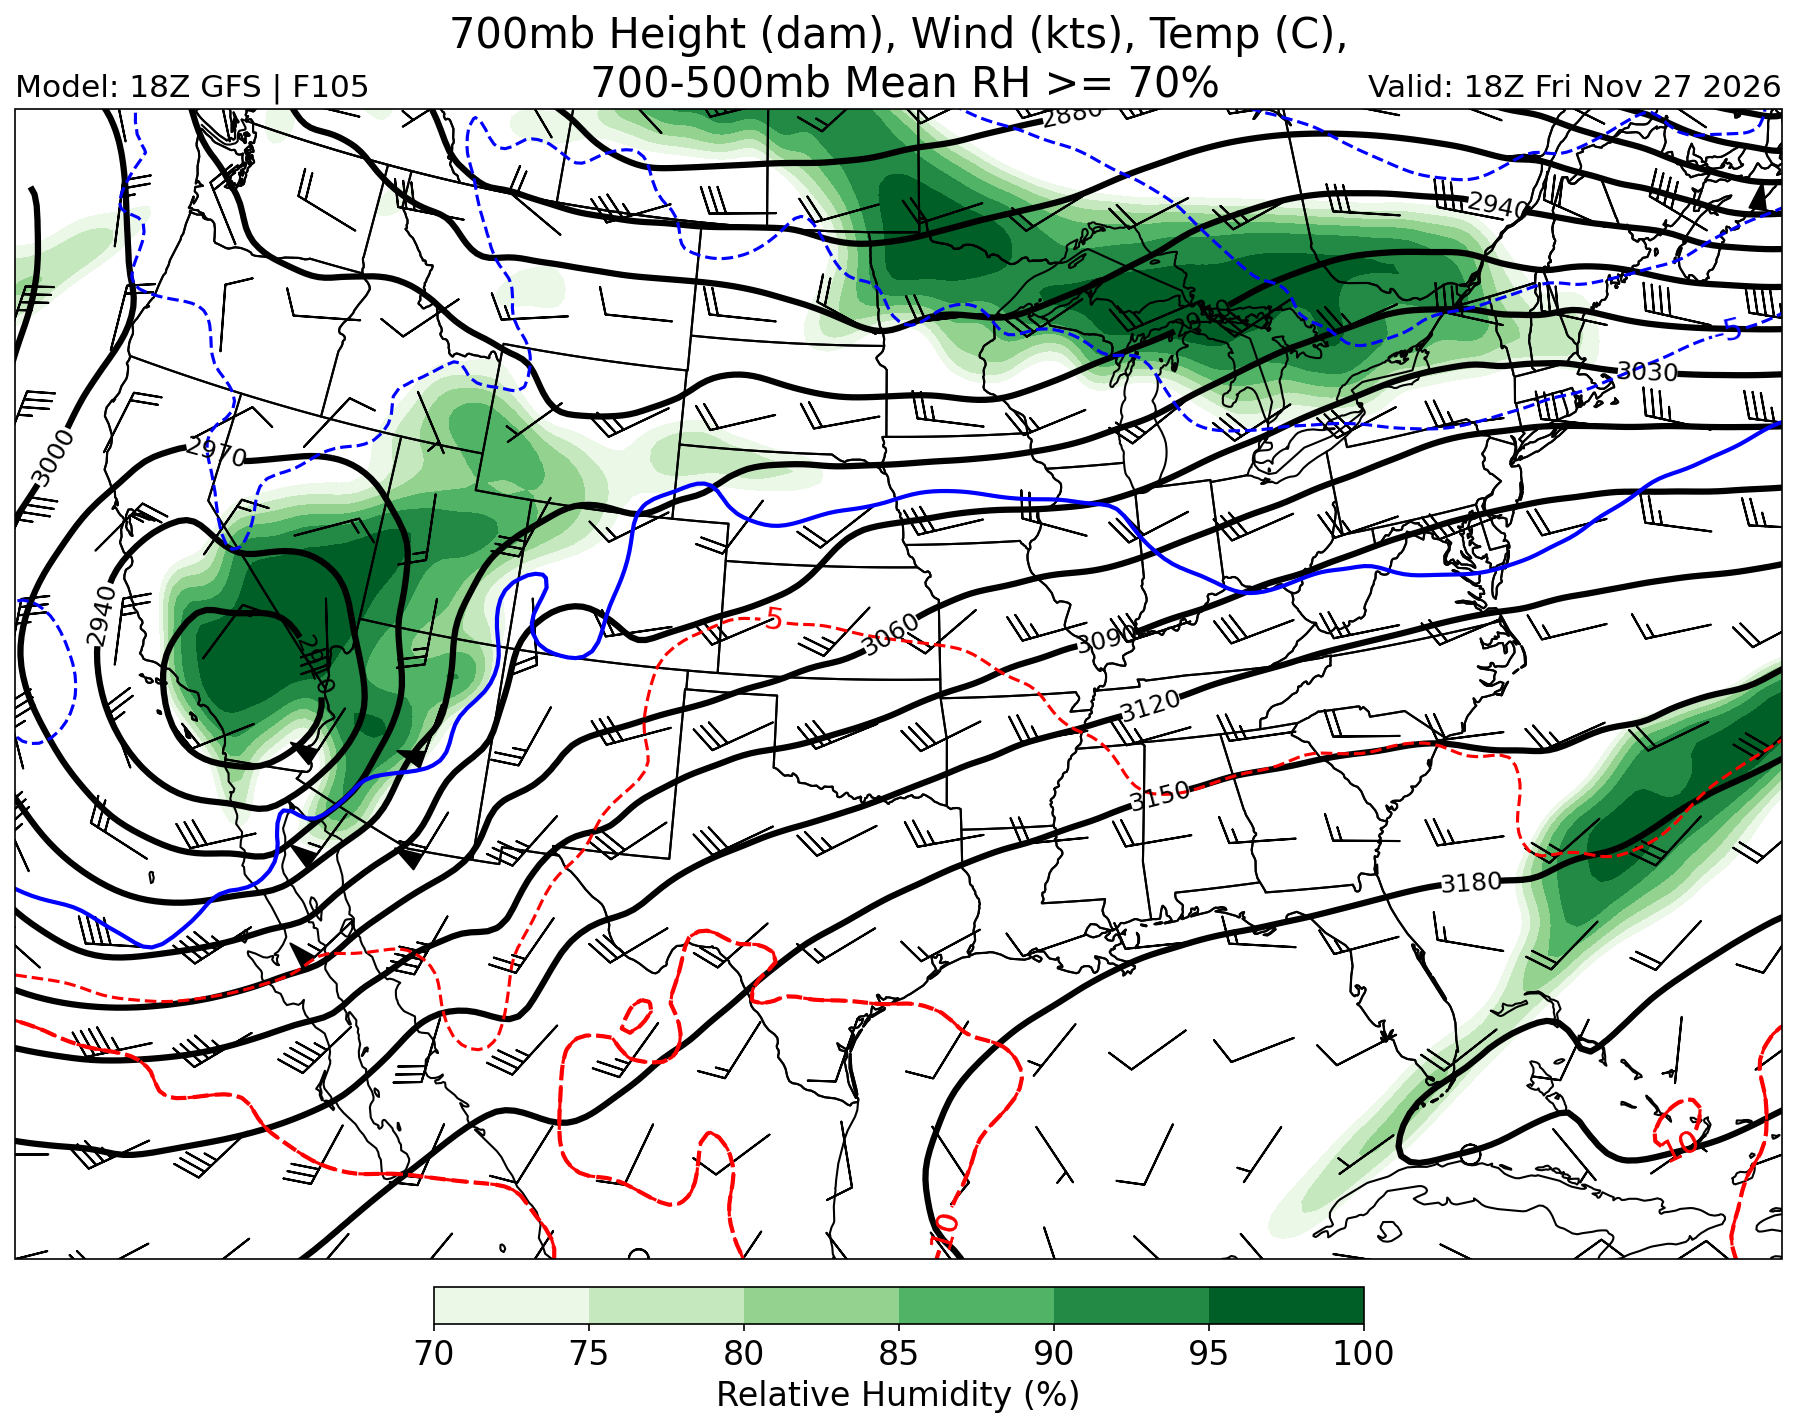 700mb Height (dam), Wind (kts), Temp (C),
700-500mb Mean RH >= 70%
Model: 18Z GFS | F105
Valid: 18Z Fri Nov 27 2026
2880
2940
2970
3000
3030
5
2940
2910
5
3060
3090
3120
3150
3180
10
10
70 75 80 85 90 95 100
Relative Humidity (%)